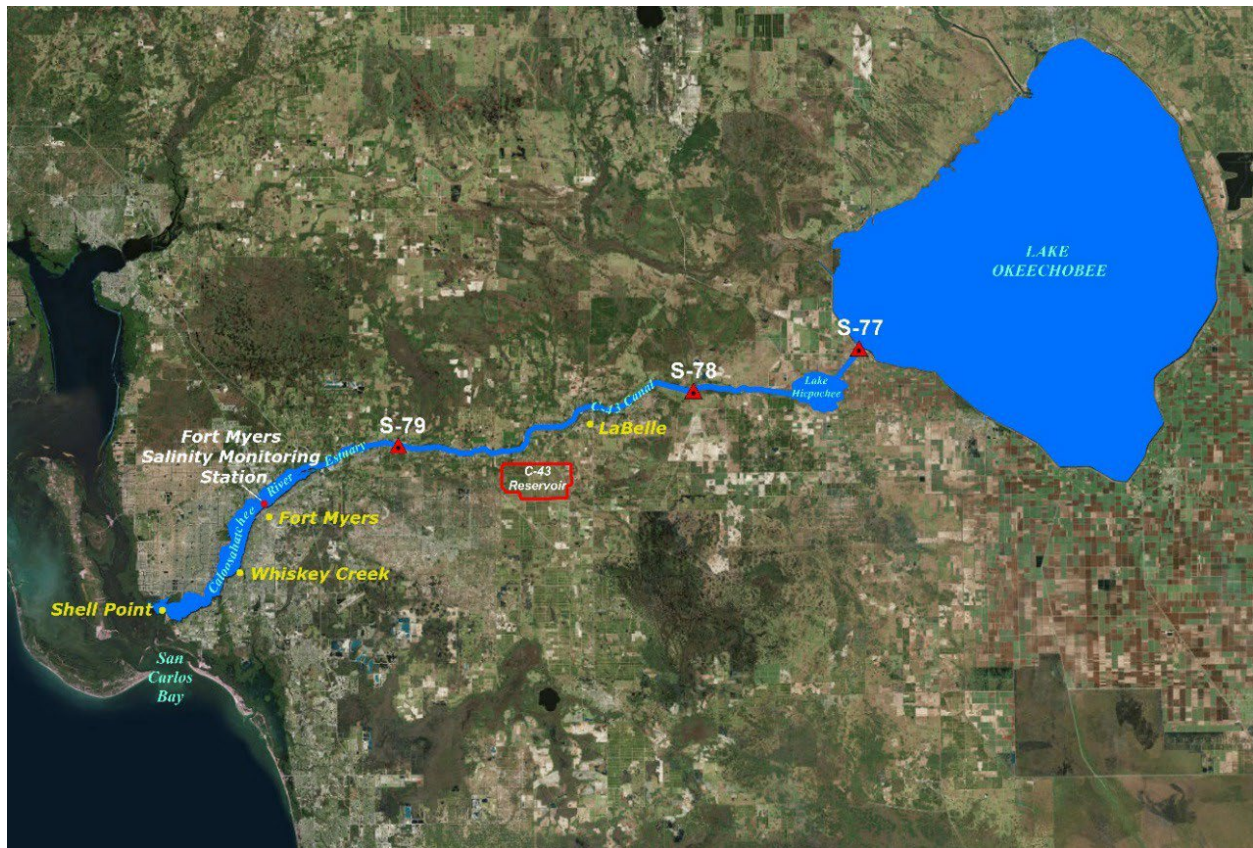 LAKE
OKEECHOBEE
S-77
S-78
Lake
Hicpochee
C-43 Canal
LaBelle
S-79
C-43
Reservoir
Fort Myers
Salinity Monitoring
Station
Caloosahatchee River Estuary
Fort Myers
Whiskey Creek
Shell Point
San
Carlos
Bay